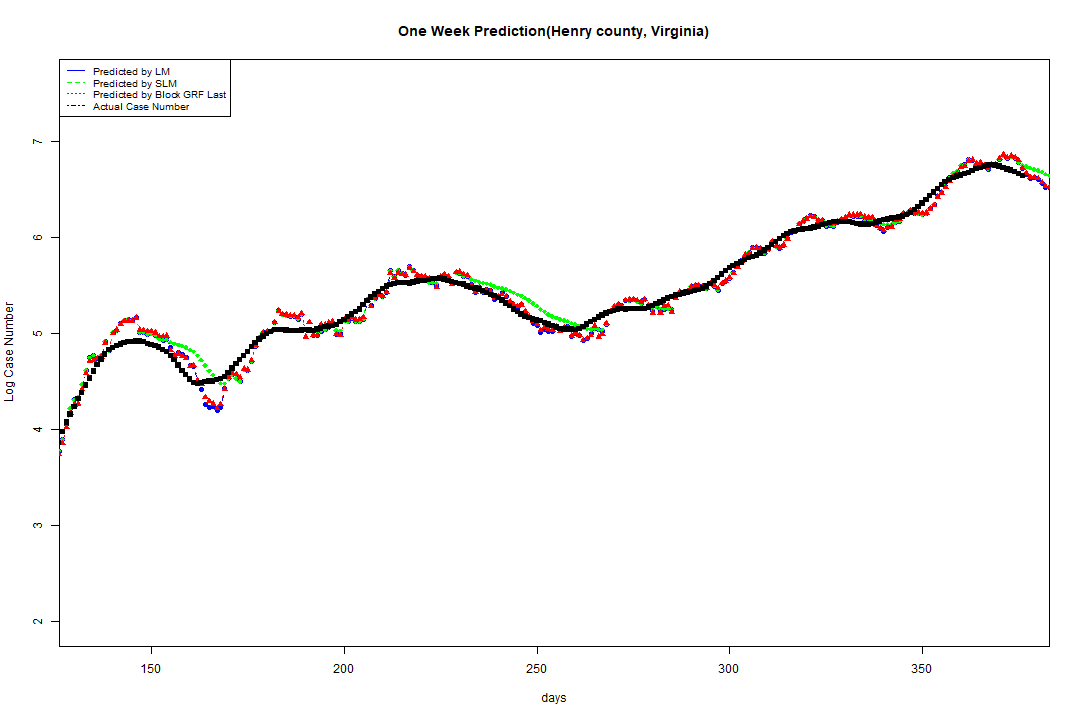 One Week Prediction(Henry county, Virginia)
Predicted by LM
Predicted by SLM
Predicted by Block GRF Last
Actual Case Number
Log Case Number
7
6
5
4
3
2
150 200 250 300 350
days